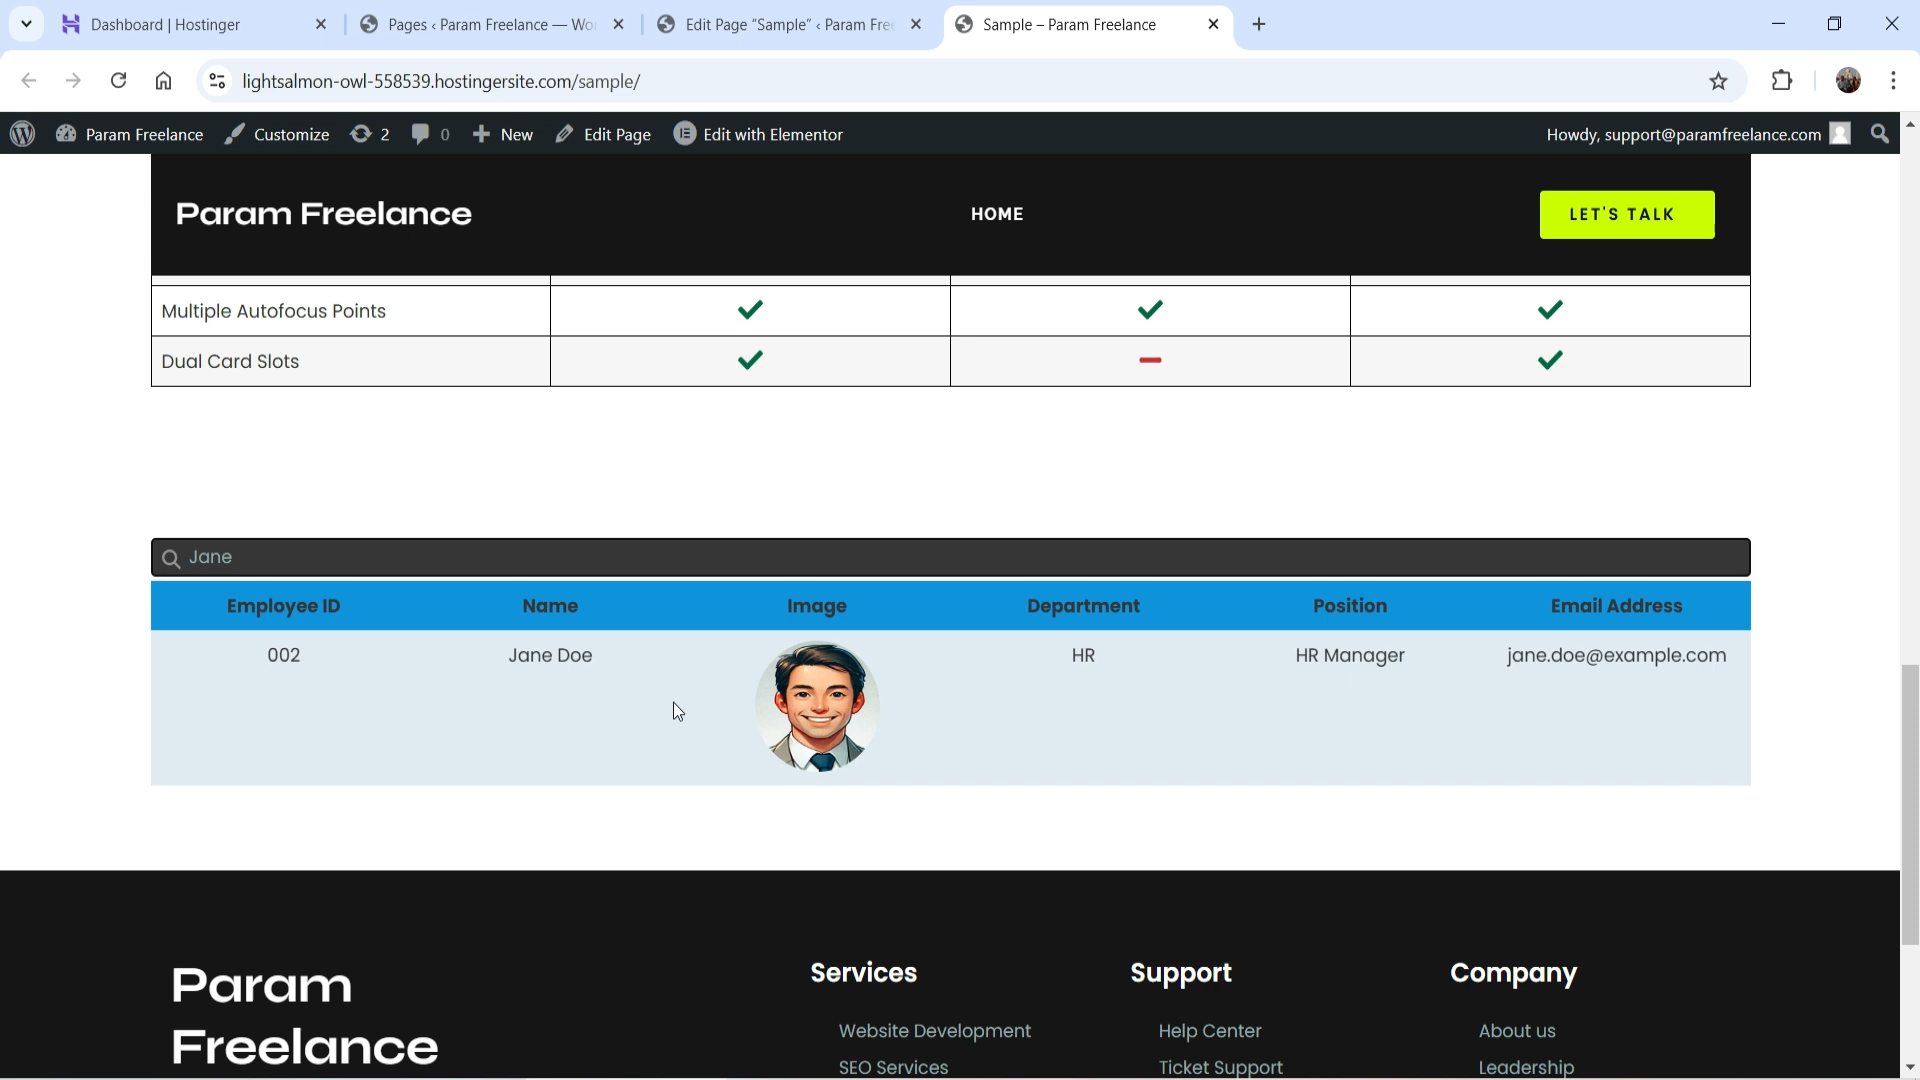 Dashboard | Hostinger
Pages ‹ Param Freelance — Wo
Edit Page “Sample” ‹ Param Fre
Sample – Param Freelance
lightsalmon-owl-558539.hostingersite.com/sample/
Param Freelance
Customize
2
0
New
Edit Page
Edit with Elementor
Howdy, support@paramfreelance.com
Param Freelance
HOME
LET'S TALK
Multiple Autofocus Points
Dual Card Slots
Jane
Employee ID Name Image Department Position Email Address
002 Jane Doe HR HR Manager jane.doe@example.com
Param
Freelance
Services
Website Development
SEO Services
Support
Help Center
Ticket Support
Company
About us
Leadership